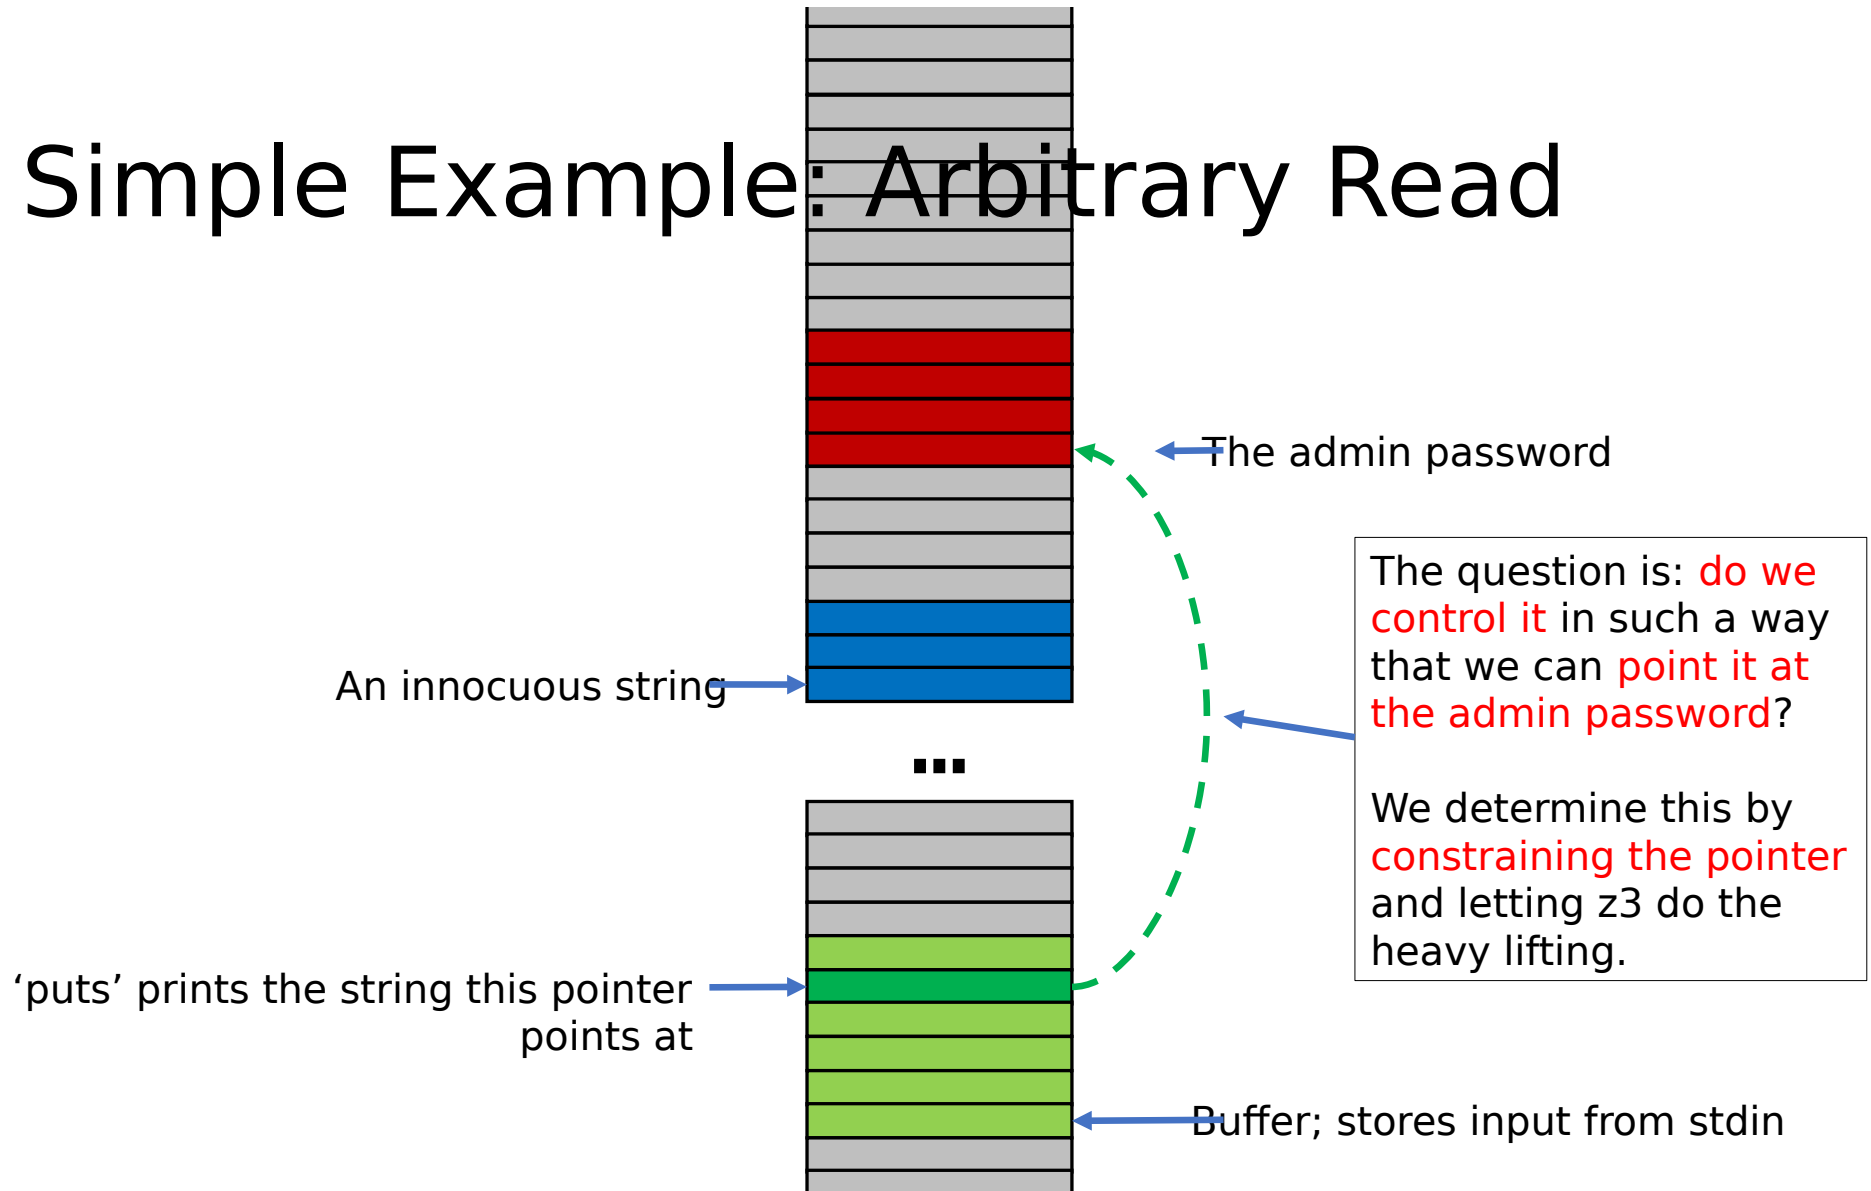 Simple Example: Arbitrary Read
The admin password
The question is: do we
control it in such a way
that we can point it at
the admin password?
We determine this by
constraining the pointer
and letting z3 do the
heavy lifting.
An innocuous string
...
‘puts’ prints the string this pointer
points at
Buffer; stores input from stdin